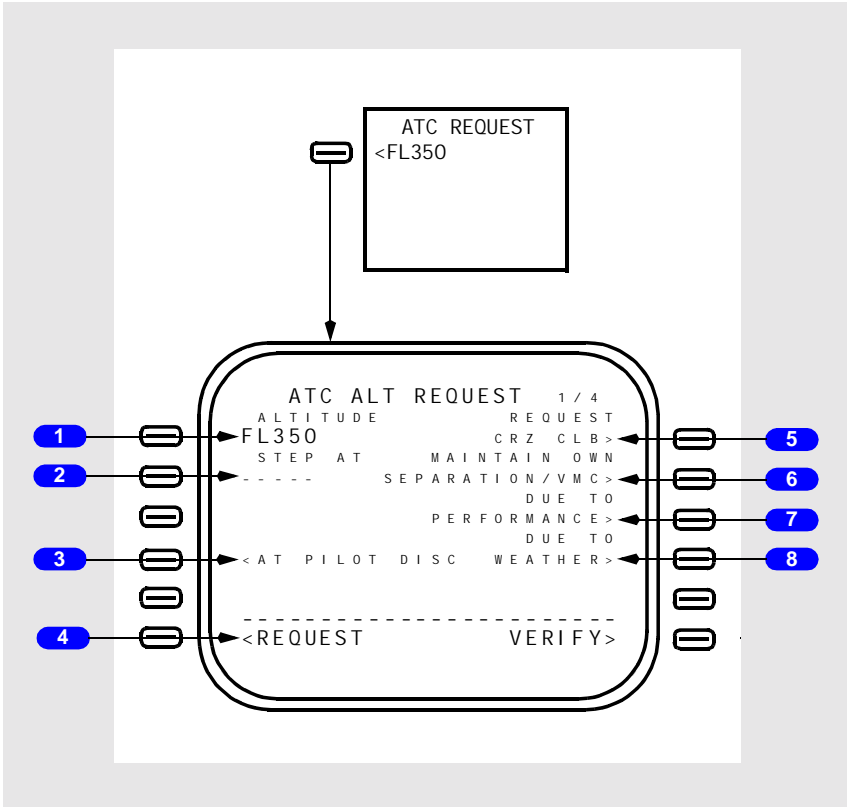 ATC REQUEST
<FL350
ATC ALT REQUEST 1/4
ALTITUDE REQUEST
1 FL350 CRZ CLB> 5
STEP AT MAINTAIN OWN
2 ----- SEPARATION/VMC> 6
DUE TO
PERFORMANCE> 7
DUE TO
3 <AT PILOT DISC WEATHER> 8
------------------------
4 <REQUEST VERIFY>